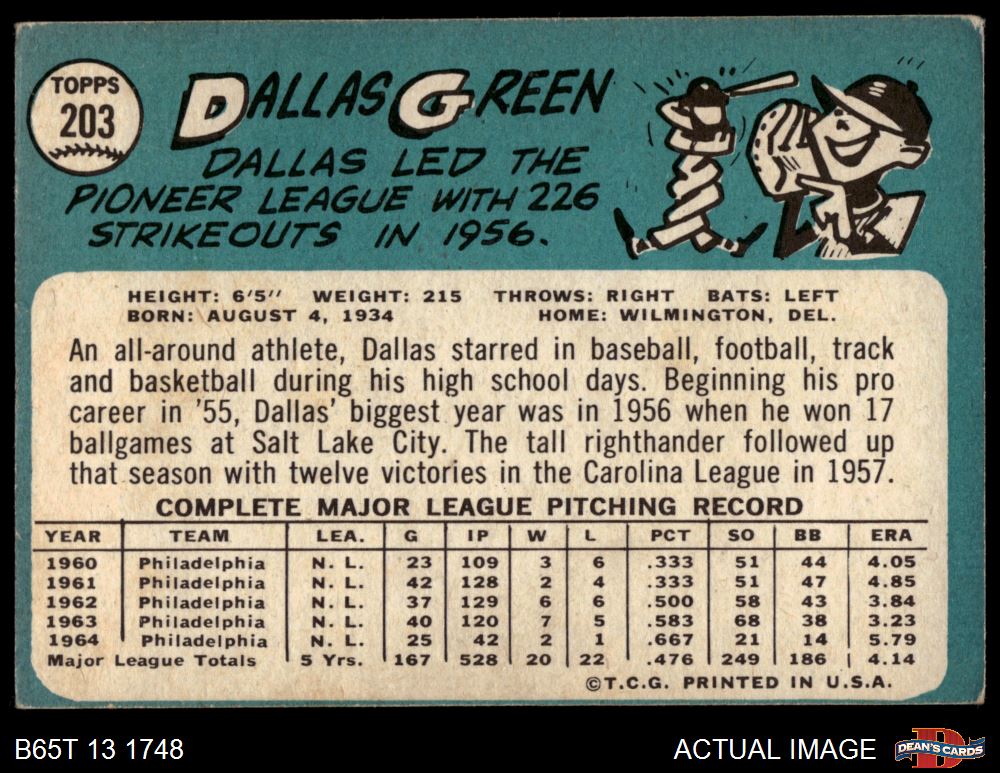 TOPPS
203
DALLAS GREEN
DALLAS LED THE
PIONEER LEAGUE WITH 226
STRIKEOUTS IN 1956.
HEIGHT: 6'5" WEIGHT: 215 THROWS: RIGHT BATS: LEFT
BORN: AUGUST 4, 1934 HOME: WILMINGTON, DEL.
An all-around athlete, Dallas starred in baseball, football, track
and basketball during his high school days. Beginning his pro
career in '55, Dallas' biggest year was in 1956 when he won 17
ballgames at Salt Lake City. The tall righthander followed up
that season with twelve victories in the Carolina League in 1957.
COMPLETE MAJOR LEAGUE PITCHING RECORD
YEAR TEAM LEA. G IP W L PCT SO BB ERA
1960 Philadelphia N. L. 23 109 3 6 .333 51 44 4.05
1961 Philadelphia N. L. 42 128 2 4 .333 51 47 4.85
1962 Philadelphia N. L. 37 129 6 6 .500 58 43 3.84
1963 Philadelphia N. L. 40 120 7 5 .583 68 38 3.23
1964 Philadelphia N. L. 25 42 2 1 .667 21 14 5.79
Major League Totals 5 Yrs. 167 528 20 22 .476 249 186 4.14
©T.C.G. PRINTED IN U.S.A.
B65T 13 1748 ACTUAL IMAGE
D
DEAN'S CARDS